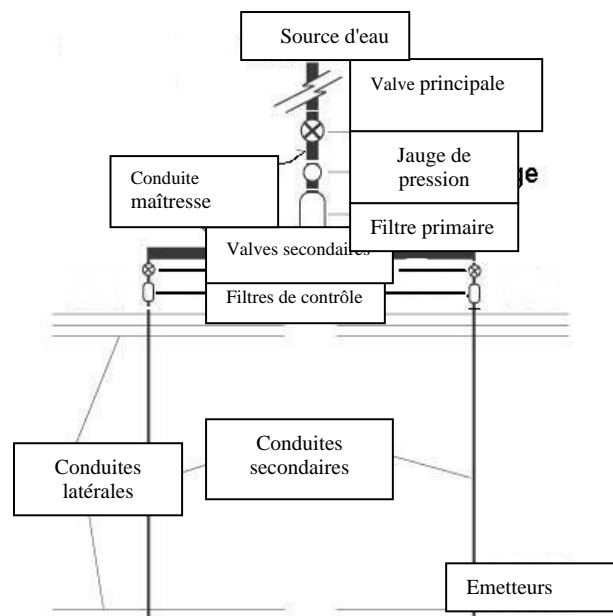 Source d'eau
Valve principale
Jauge de
pression
ge
Conduite
maîtresse
Filtre primaire
Valves secondaires
Filtres de contrôle
Conduites
latérales
Conduites
secondaires
Emetteurs